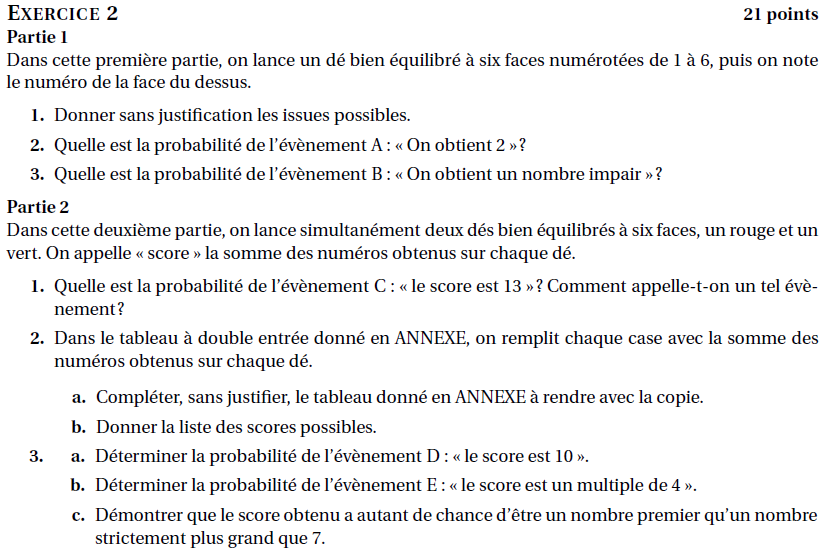 EXERCICE 2 21 points
Partie 1
Dans cette première partie, on lance un dé bien équilibré à six faces numérotées de 1 à 6, puis on note
le numéro de la face du dessus.
1. Donner sans justification les issues possibles.
2. Quelle est la probabilité de l'évènement A : « On obtient 2 » ?
3. Quelle est la probabilité de l'évènement B : « On obtient un nombre impair » ?
Partie 2
Dans cette deuxième partie, on lance simultanément deux dés bien équilibrés à six faces, un rouge et un
vert. On appelle « score » la somme des numéros obtenus sur chaque dé.
1. Quelle est la probabilité de l'évènement C : « le score est 13 » ? Comment appelle-t-on un tel évè-
nement ?
2. Dans le tableau à double entrée donné en ANNEXE, on remplit chaque case avec la somme des
numéros obtenus sur chaque dé.
a. Compléter, sans justifier, le tableau donné en ANNEXE à rendre avec la copie.
b. Donner la liste des scores possibles.
3. a. Déterminer la probabilité de l'évènement D : « le score est 10 ».
b. Déterminer la probabilité de l'évènement E : « le score est un multiple de 4 ».
c. Démontrer que le score obtenu a autant de chance d'être un nombre premier qu'un nombre
strictement plus grand que 7.